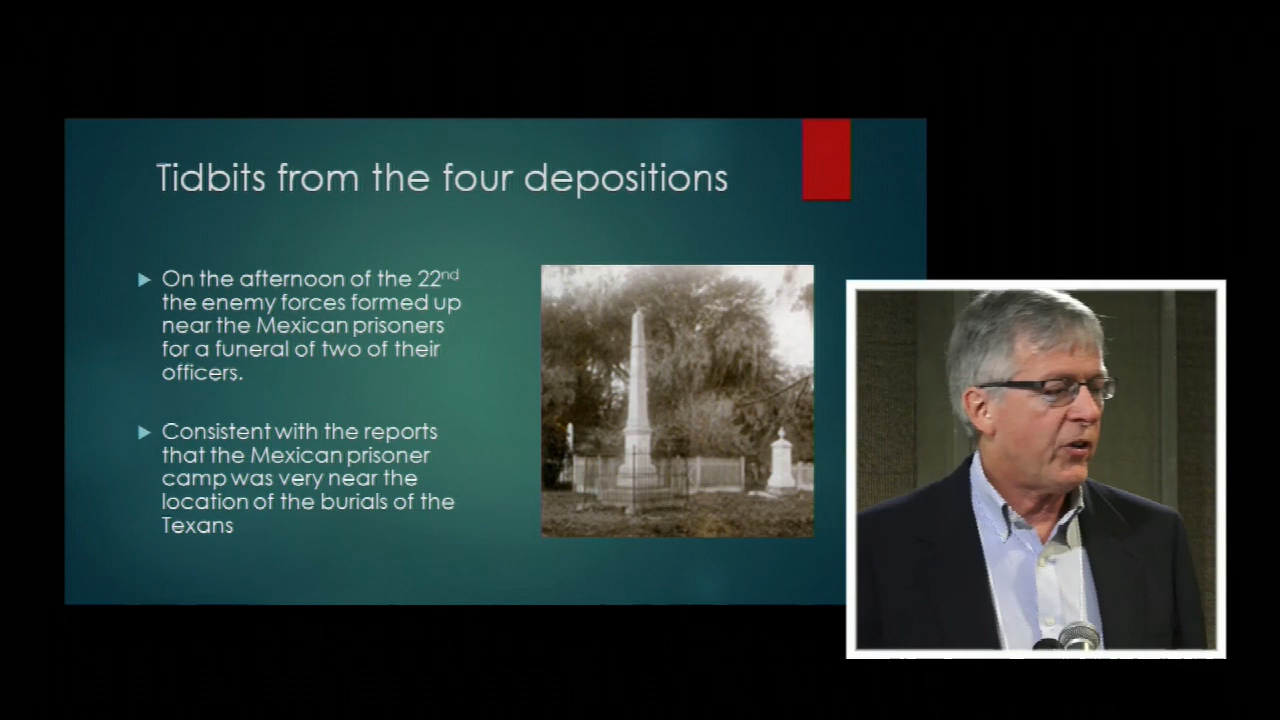 Tidbits from the four depositions
On the afternoon of the 22nd
the enemy forces formed up
near the Mexican prisoners
for a funeral of two of their
officers.
Consistent with the reports
that the Mexican prisoner
camp was very near the
location of the burials of the
Texans